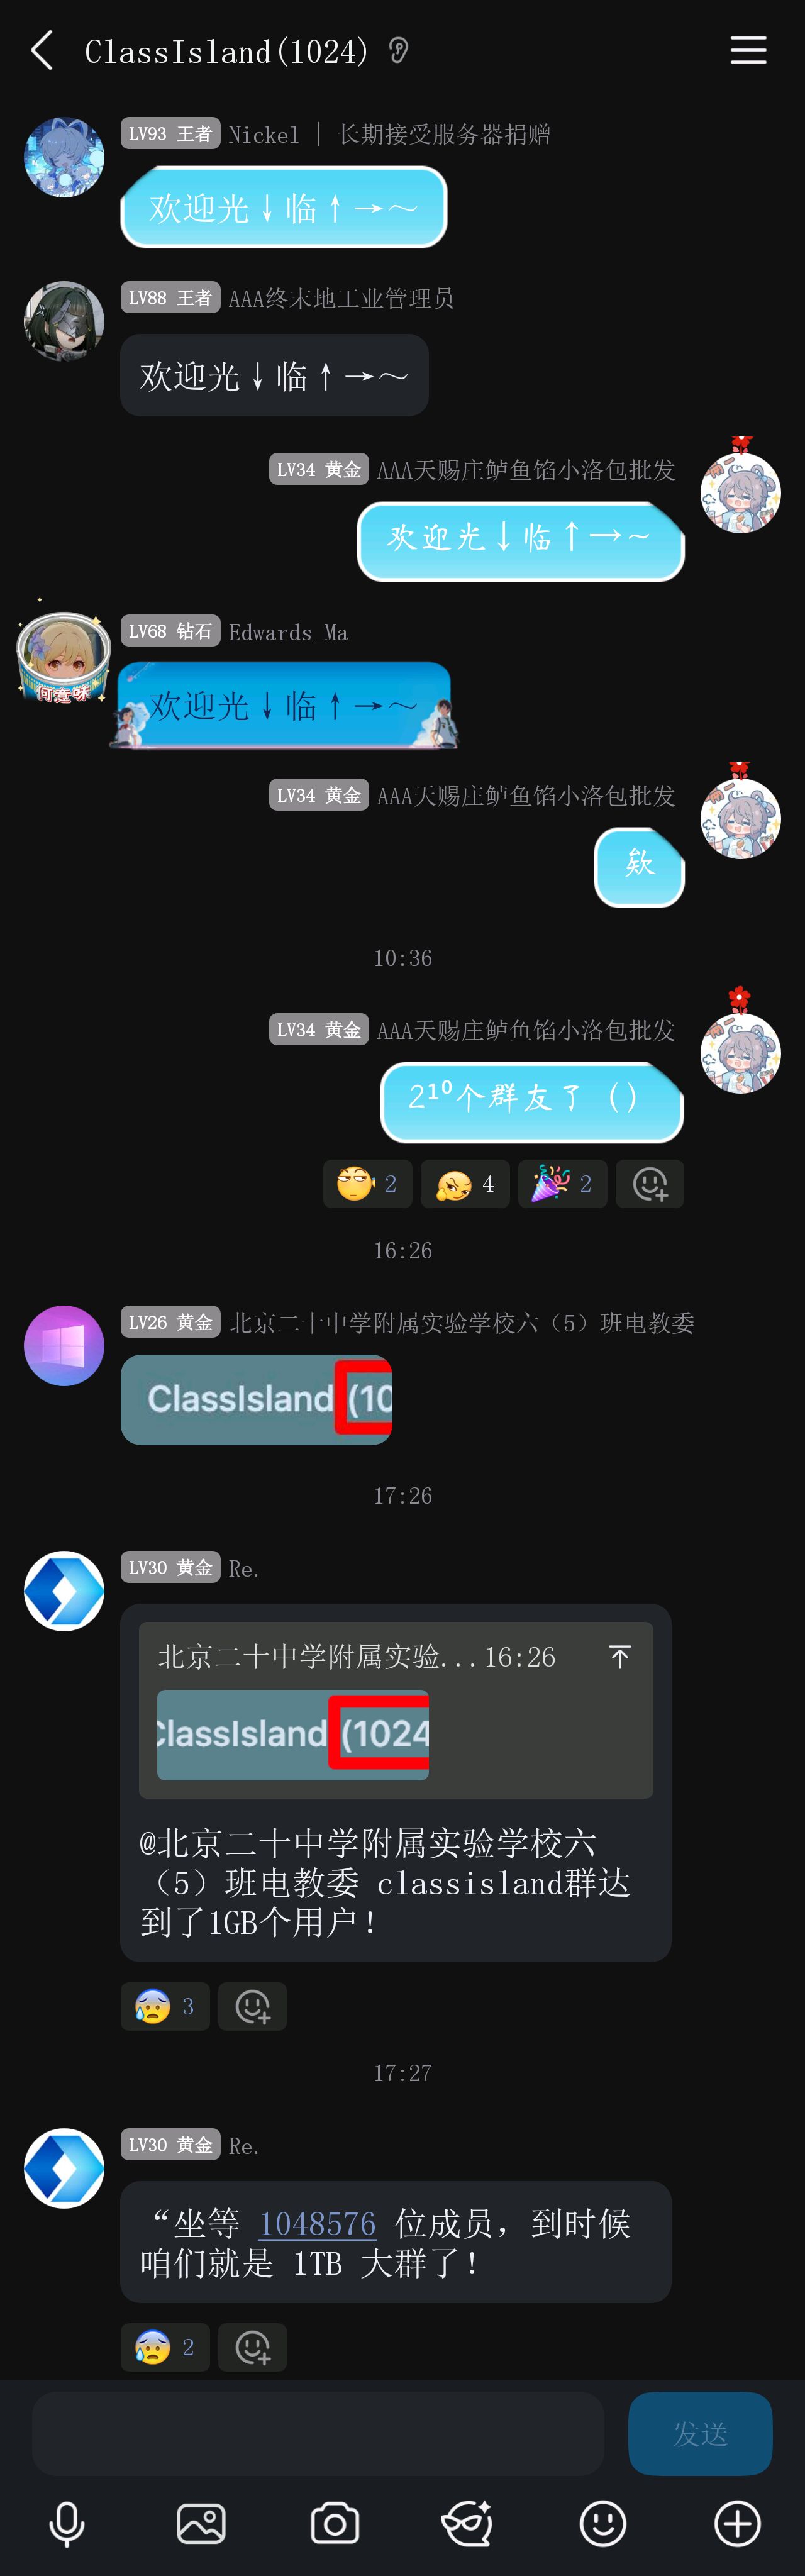 ClassIsland(1024)
LV93 王者 Nickel ｜ 长期接受服务器捐赠
欢迎光↓临↑→～
LV88 王者 AAA终末地工业管理员
欢迎光↓临↑→～
LV34 黄金 AAA天赐庄鲈鱼馅小洛包批发
欢迎光↓临↑→~
LV68 钻石 Edwards_Ma
何意味
欢迎光↓临↑→～
LV34 黄金 AAA天赐庄鲈鱼馅小洛包批发
欸
10:36
LV34 黄金 AAA天赐庄鲈鱼馅小洛包批发
2¹⁰个群友了（）
2 4 2
16:26
LV26 黄金 北京二十中学附属实验学校六（5）班电教委
ClassIsland (10
17:26
LV30 黄金 Re.
北京二十中学附属实验...16:26
ClassIsland (1024
@北京二十中学附属实验学校六
（5）班电教委 classisland群达
到了1GB个用户！
3
17:27
LV30 黄金 Re.
“坐等 1048576 位成员，到时候
咱们就是 1TB 大群了！
2
发送